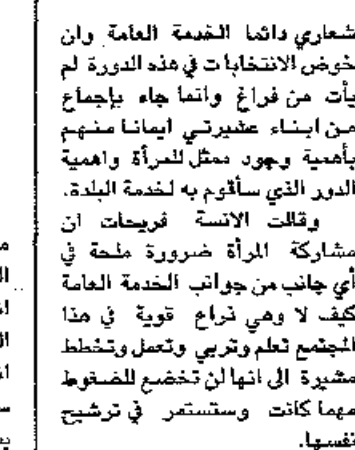 شعاري دائما الخدمة العامة وان
خوض الانتخابات في هذه الدورة لم
يأت من فراغ وانما جاء بإجماع
من ابناء عشيرتي ايمانا منهم
بأهمية وجود ممثل للمرأة واهمية
الدور الذي سأقوم به لخدمة البلدة.
وقالت الانسة فريحات ان
مشاركة المرأة ضرورة ملحة في
أي جانب من جوانب الخدمة العامة
كيف لا وهي ذراع قوية في هذا
المجتمع تعلم وتربي وتعمل وتخطط
مشيرة الى انها لن تخضع للضغوط
مهما كانت وستستمر في ترشيح
نفسها.